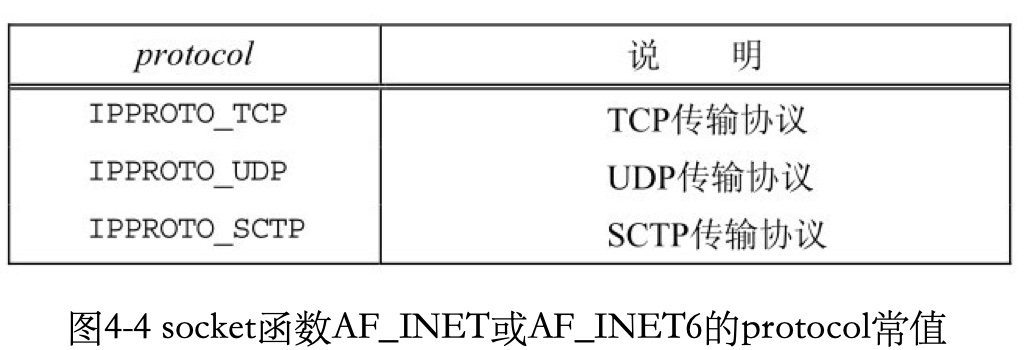 protocol 说 明
IPPROTO_TCP TCP传输协议
IPPROTO_UDP UDP传输协议
IPPROTO_SCTP SCTP传输协议
图4-4 socket函数AF_INET或AF_INET6的protocol常值